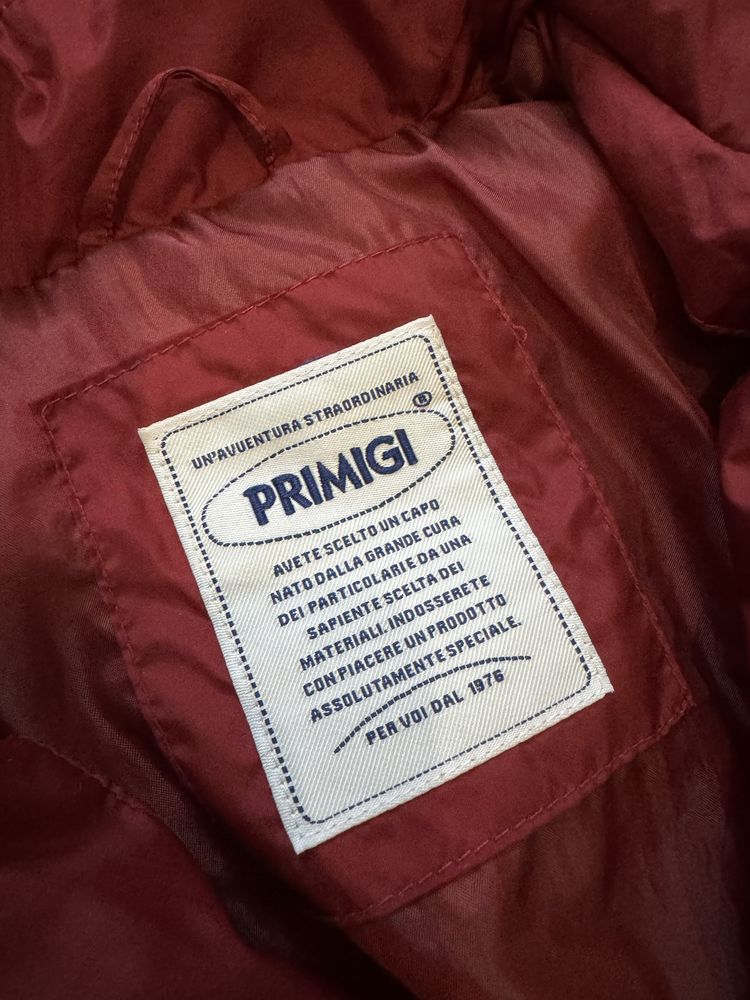 UN'AVVENTURA STRAORDINARIA
®
PRIMIGI
AVETE SCELTO UN CAPO
NATO DALLA GRANDE CURA
DEI PARTICOLARI E DA UNA
SAPIENTE SCELTA DEI
MATERIALI. INDOSSERETE
CON PIACERE UN PRODOTTO
ASSOLUTAMENTE SPECIALE.
PER VOI DAL 1976